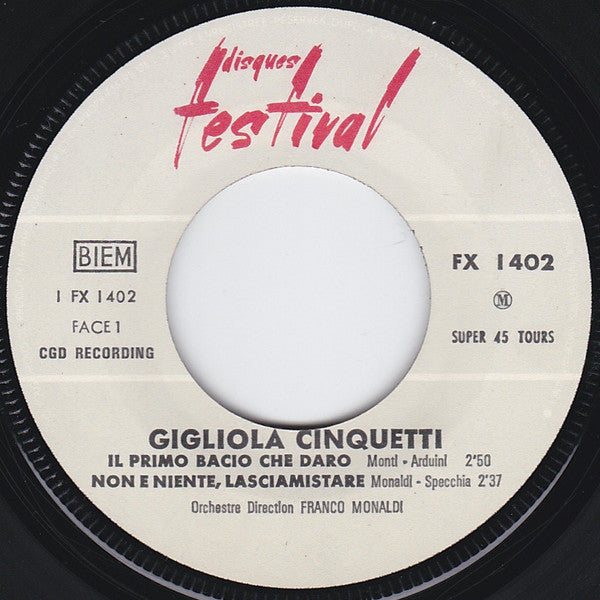 disques
festival
BIEM
1 FX 1402
FACE 1
CGD RECORDING
FX 1402
M
SUPER 45 TOURS
GIGLIOLA CINQUETTI
IL PRIMO BACIO CHE DARO Monti - Arduini 2'50
NON E NIENTE, LASCIAMISTARE Monaldi - Specchia 2'37
Orchestre Direction FRANCO MONALDI